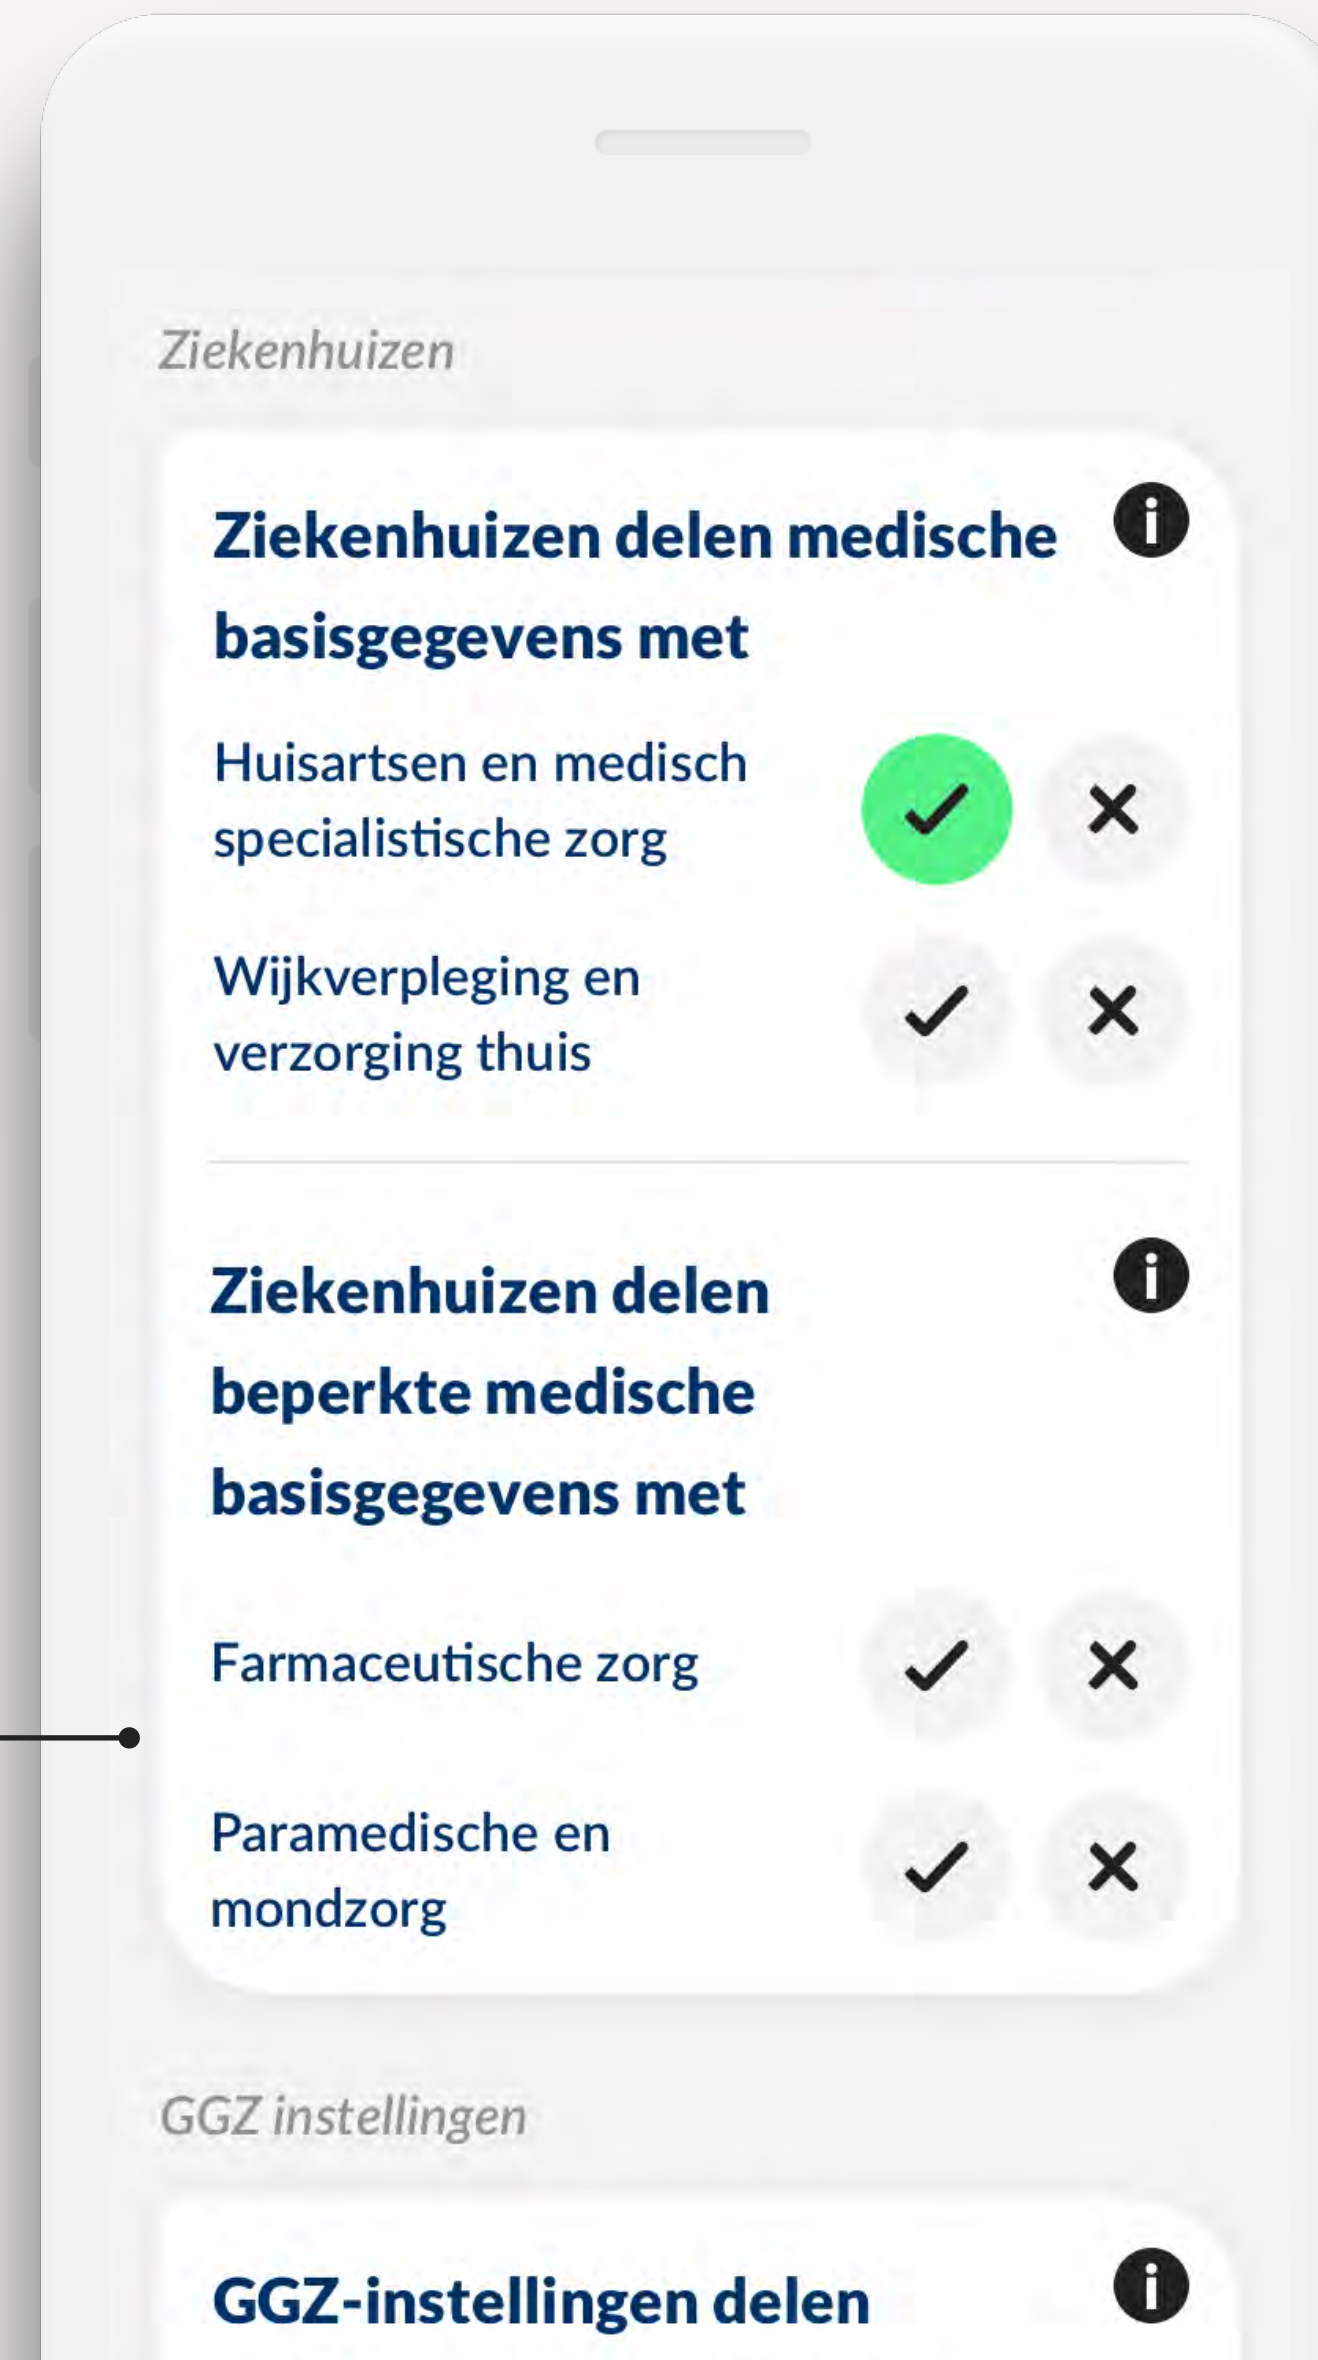 Ziekenhuizen
Ziekenhuizen delen medische
basisgegevens met
Huisartsen en medisch
specialistische zorg
Wijkverpleging en
verzorging thuis
Ziekenhuizen delen
beperkte medische
basisgegevens met
Farmaceutische zorg
Paramedische en
mondzorg
GGZ instellingen
GGZ-instellingen delen